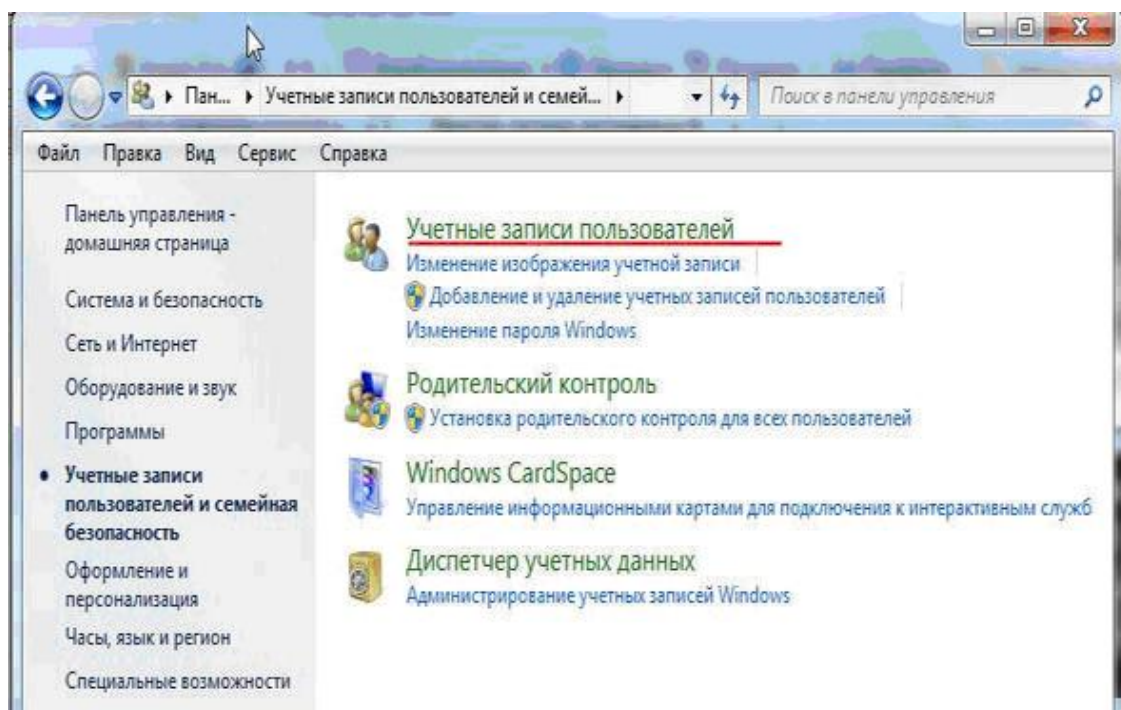 Пан... Учетные записи пользователей и семей... Поиск в панели управления
Файл Правка Вид Сервис Справка
Панель управления -
домашняя страница
Система и безопасность
Сеть и Интернет
Оборудование и звук
Программы
Учетные записи
пользователей и семейная
безопасность
Оформление и
персонализация
Часы, язык и регион
Специальные возможности
Учетные записи пользователей
Изменение изображения учетной записи
Добавление и удаление учетных записей пользователей
Изменение пароля Windows
Родительский контроль
Установка родительского контроля для всех пользователей
Windows CardSpace
Управление информационными картами для подключения к интерактивным служб
Диспетчер учетных данных
Администрирование учетных записей Windows